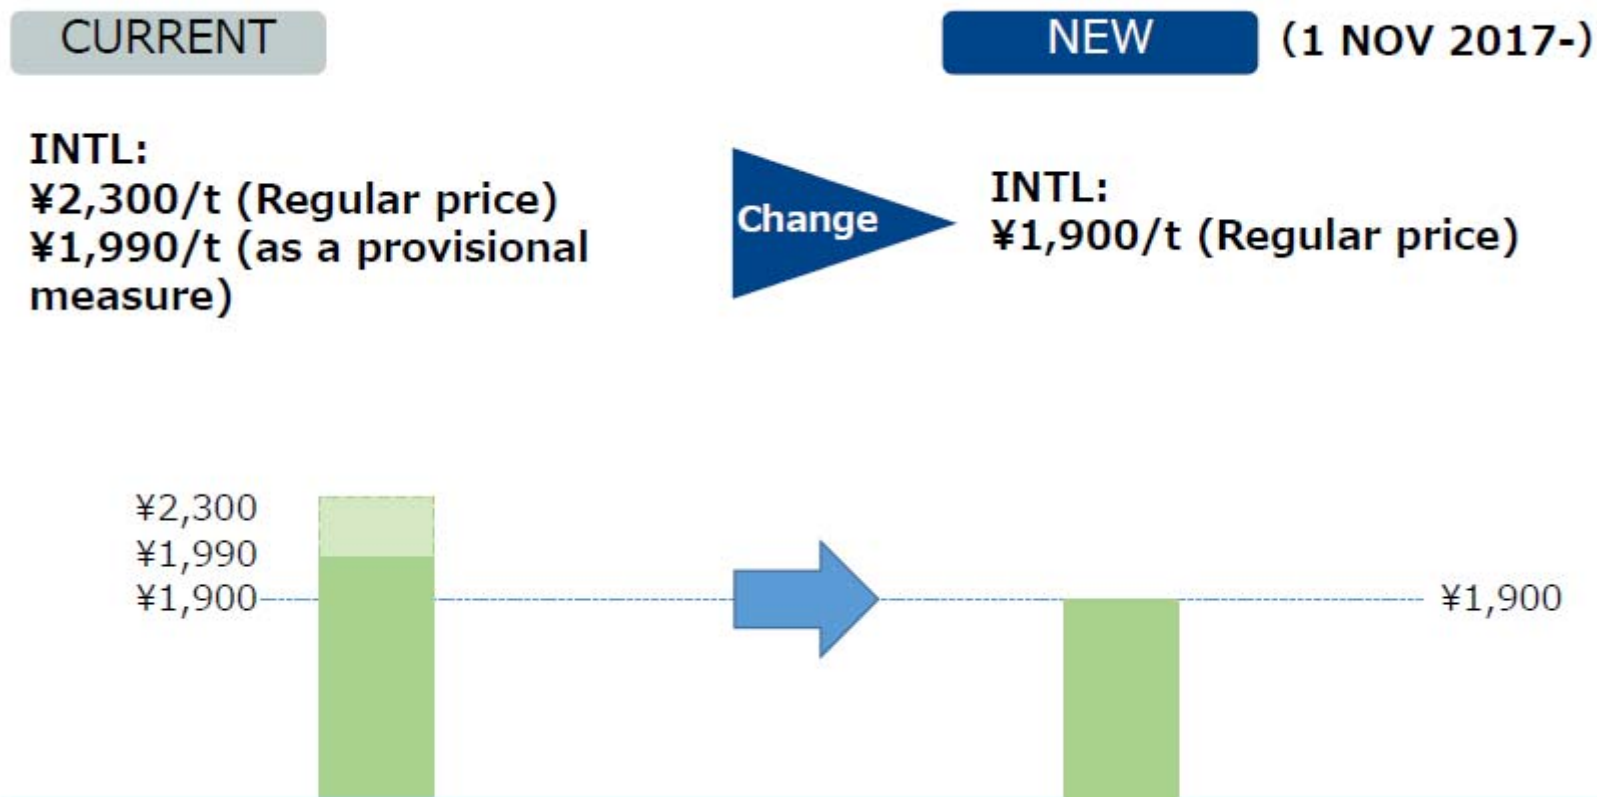 CURRENT
NEW
(1 NOV 2017-)
INTL:
¥2,300/t (Regular price)
¥1,990/t (as a provisional
measure)
Change
INTL:
¥1,900/t (Regular price)
¥2,300
¥1,990
¥1,900
¥1,900